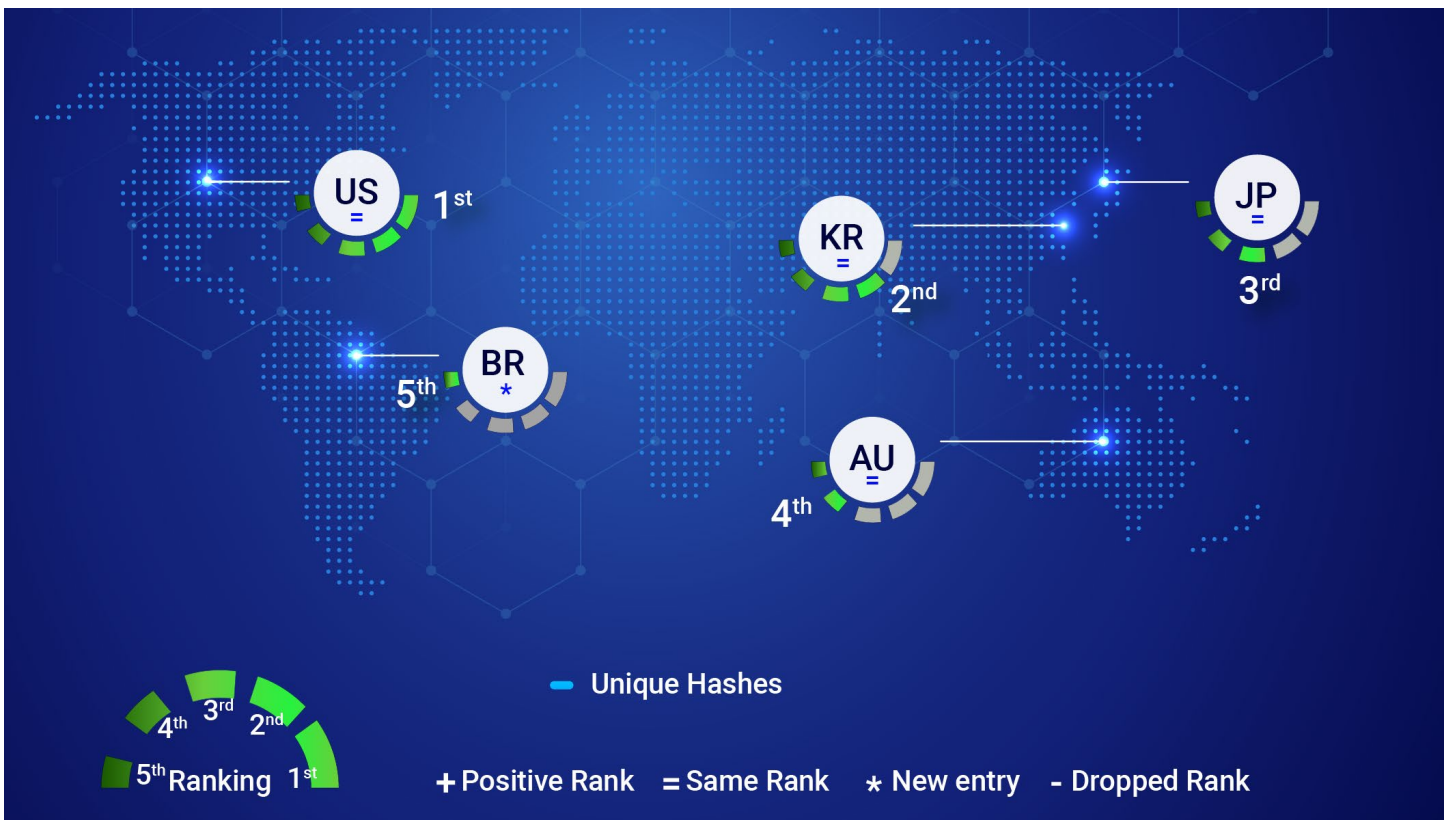 US
=
1st
KR
=
2nd
JP
=
3rd
BR
*
5th
AU
=
4th
Unique Hashes
5th
4th
3rd
2nd
1st
Ranking
+ Positive Rank = Same Rank * New entry - Dropped Rank